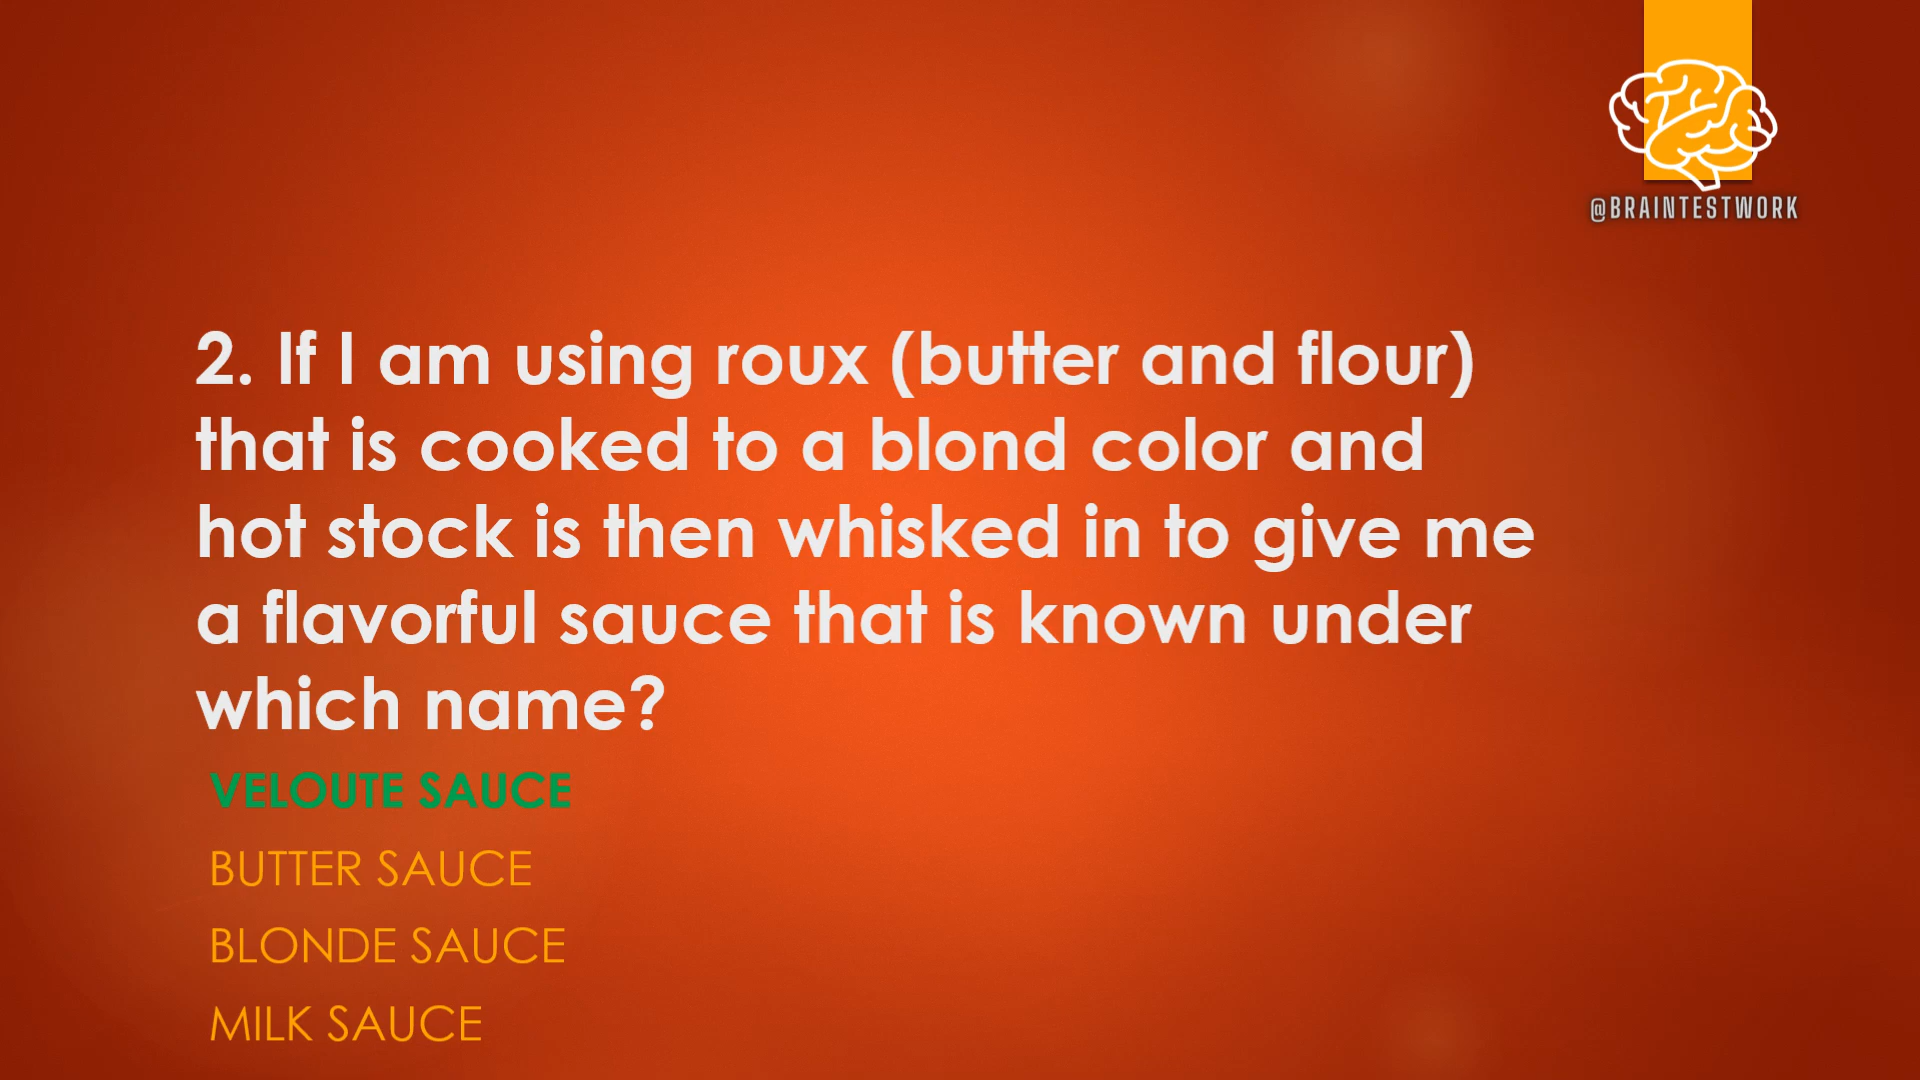 @BRAINTESTWORK
2. If I am using roux (butter and flour)
that is cooked to a blond color and
hot stock is then whisked in to give me
a flavorful sauce that is known under
which name?
VELOUTE SAUCE
BUTTER SAUCE
BLONDE SAUCE
MILK SAUCE